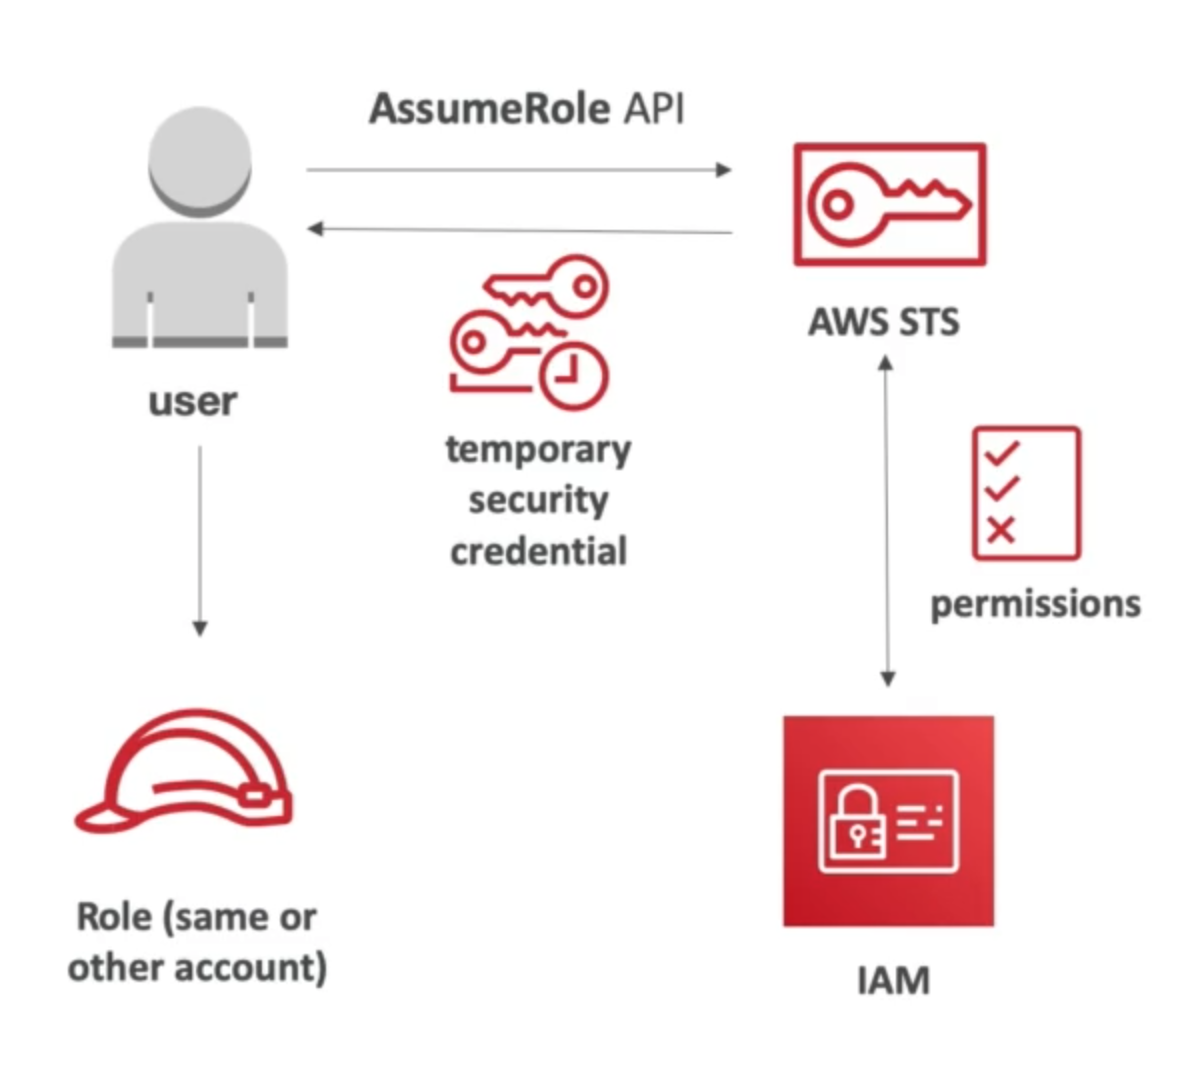 AssumeRole API
AWS STS
user
temporary
security
credential
permissions
Role (same or
other account)
IAM